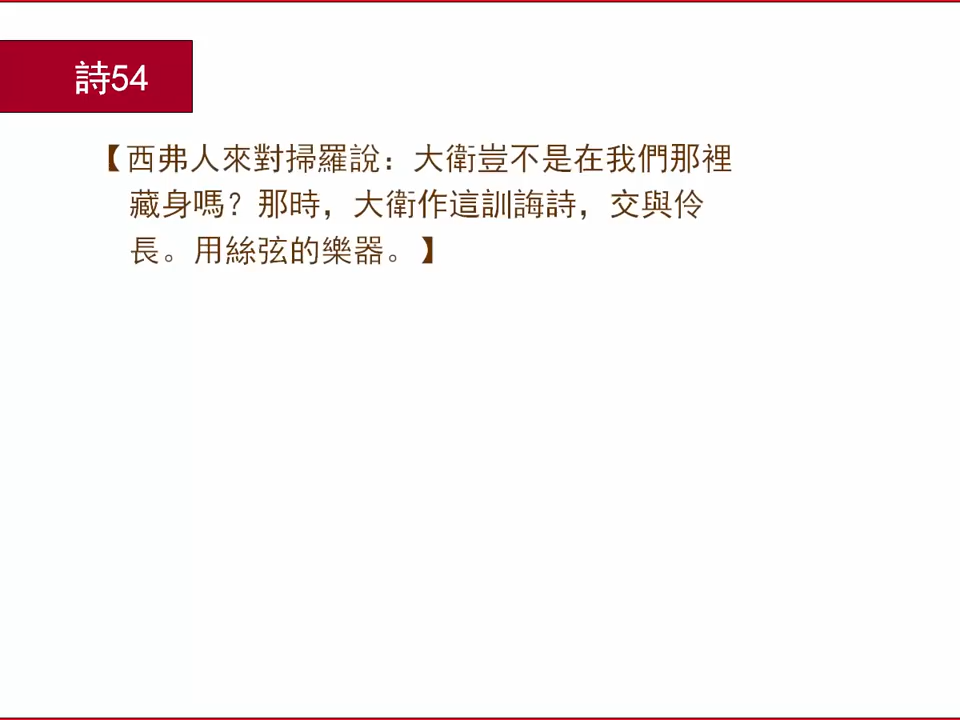 詩54
【西弗人來對掃羅說：大衛豈不是在我們那裡
藏身嗎？那時，大衛作這訓誨詩，交與伶
長。用絲弦的樂器。】